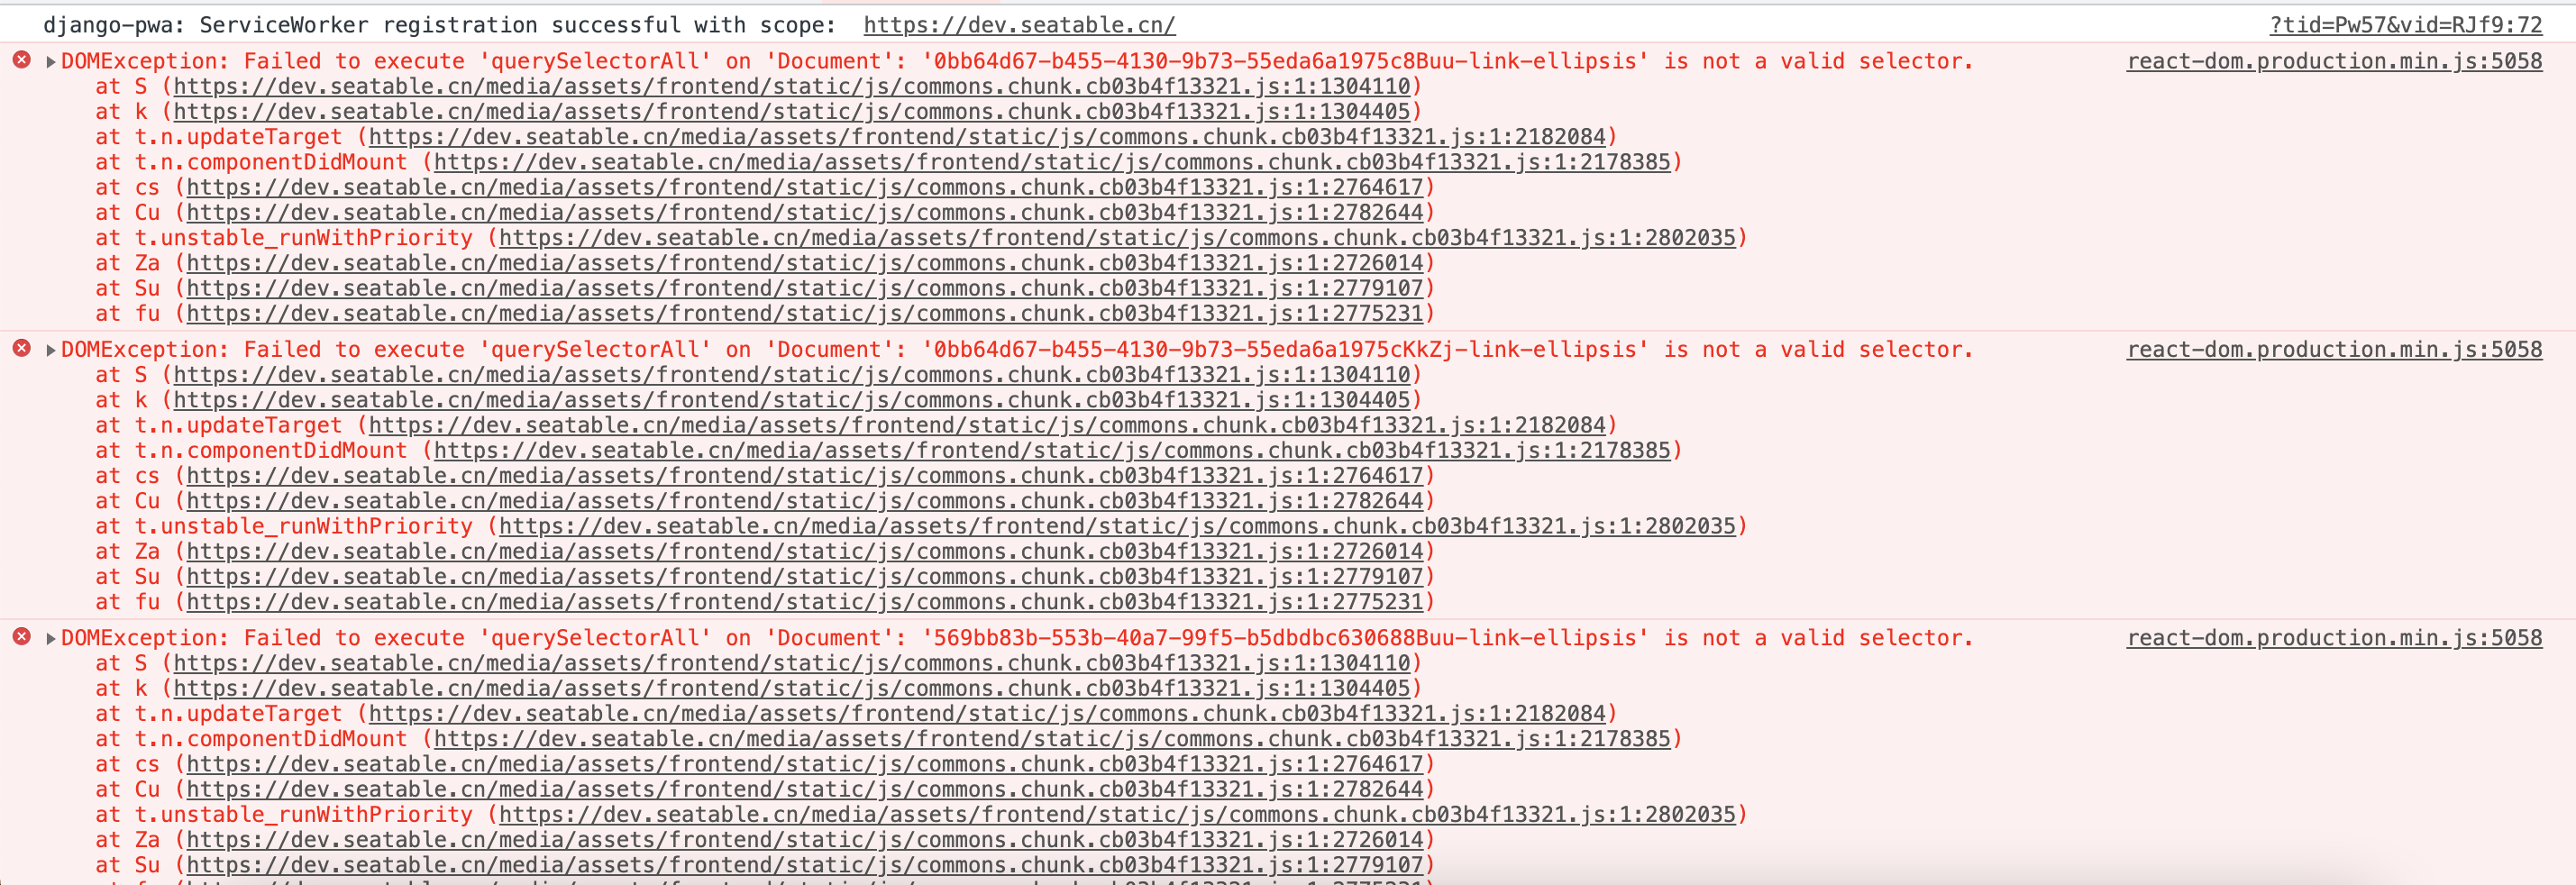 django-pwa: ServiceWorker registration successful with scope: https://dev.seatable.cn/ ?tid=Pw57&vid=RJf9:72
DOMException: Failed to execute 'querySelectorAll' on 'Document': '0bb64d67-b455-4130-9b73-55eda6a1975c8Buu-link-ellipsis' is not a valid selector. react-dom.production.min.js:5058
at S (https://dev.seatable.cn/media/assets/frontend/static/js/commons.chunk.cb03b4f13321.js:1:1304110)
at k (https://dev.seatable.cn/media/assets/frontend/static/js/commons.chunk.cb03b4f13321.js:1:1304405)
at t.n.updateTarget (https://dev.seatable.cn/media/assets/frontend/static/js/commons.chunk.cb03b4f13321.js:1:2182084)
at t.n.componentDidMount (https://dev.seatable.cn/media/assets/frontend/static/js/commons.chunk.cb03b4f13321.js:1:2178385)
at cs (https://dev.seatable.cn/media/assets/frontend/static/js/commons.chunk.cb03b4f13321.js:1:2764617)
at Cu (https://dev.seatable.cn/media/assets/frontend/static/js/commons.chunk.cb03b4f13321.js:1:2782644)
at t.unstable_runWithPriority (https://dev.seatable.cn/media/assets/frontend/static/js/commons.chunk.cb03b4f13321.js:1:2802035)
at Za (https://dev.seatable.cn/media/assets/frontend/static/js/commons.chunk.cb03b4f13321.js:1:2726014)
at Su (https://dev.seatable.cn/media/assets/frontend/static/js/commons.chunk.cb03b4f13321.js:1:2779107)
at fu (https://dev.seatable.cn/media/assets/frontend/static/js/commons.chunk.cb03b4f13321.js:1:2775231)
DOMException: Failed to execute 'querySelectorAll' on 'Document': '0bb64d67-b455-4130-9b73-55eda6a1975cKkZj-link-ellipsis' is not a valid selector. react-dom.production.min.js:5058
at S (https://dev.seatable.cn/media/assets/frontend/static/js/commons.chunk.cb03b4f13321.js:1:1304110)
at k (https://dev.seatable.cn/media/assets/frontend/static/js/commons.chunk.cb03b4f13321.js:1:1304405)
at t.n.updateTarget (https://dev.seatable.cn/media/assets/frontend/static/js/commons.chunk.cb03b4f13321.js:1:2182084)
at t.n.componentDidMount (https://dev.seatable.cn/media/assets/frontend/static/js/commons.chunk.cb03b4f13321.js:1:2178385)
at cs (https://dev.seatable.cn/media/assets/frontend/static/js/commons.chunk.cb03b4f13321.js:1:2764617)
at Cu (https://dev.seatable.cn/media/assets/frontend/static/js/commons.chunk.cb03b4f13321.js:1:2782644)
at t.unstable_runWithPriority (https://dev.seatable.cn/media/assets/frontend/static/js/commons.chunk.cb03b4f13321.js:1:2802035)
at Za (https://dev.seatable.cn/media/assets/frontend/static/js/commons.chunk.cb03b4f13321.js:1:2726014)
at Su (https://dev.seatable.cn/media/assets/frontend/static/js/commons.chunk.cb03b4f13321.js:1:2779107)
at fu (https://dev.seatable.cn/media/assets/frontend/static/js/commons.chunk.cb03b4f13321.js:1:2775231)
DOMException: Failed to execute 'querySelectorAll' on 'Document': '569bb83b-553b-40a7-99f5-b5dbdbc630688Buu-link-ellipsis' is not a valid selector. react-dom.production.min.js:5058
at S (https://dev.seatable.cn/media/assets/frontend/static/js/commons.chunk.cb03b4f13321.js:1:1304110)
at k (https://dev.seatable.cn/media/assets/frontend/static/js/commons.chunk.cb03b4f13321.js:1:1304405)
at t.n.updateTarget (https://dev.seatable.cn/media/assets/frontend/static/js/commons.chunk.cb03b4f13321.js:1:2182084)
at t.n.componentDidMount (https://dev.seatable.cn/media/assets/frontend/static/js/commons.chunk.cb03b4f13321.js:1:2178385)
at cs (https://dev.seatable.cn/media/assets/frontend/static/js/commons.chunk.cb03b4f13321.js:1:2764617)
at Cu (https://dev.seatable.cn/media/assets/frontend/static/js/commons.chunk.cb03b4f13321.js:1:2782644)
at t.unstable_runWithPriority (https://dev.seatable.cn/media/assets/frontend/static/js/commons.chunk.cb03b4f13321.js:1:2802035)
at Za (https://dev.seatable.cn/media/assets/frontend/static/js/commons.chunk.cb03b4f13321.js:1:2726014)
at Su (https://dev.seatable.cn/media/assets/frontend/static/js/commons.chunk.cb03b4f13321.js:1:2779107)